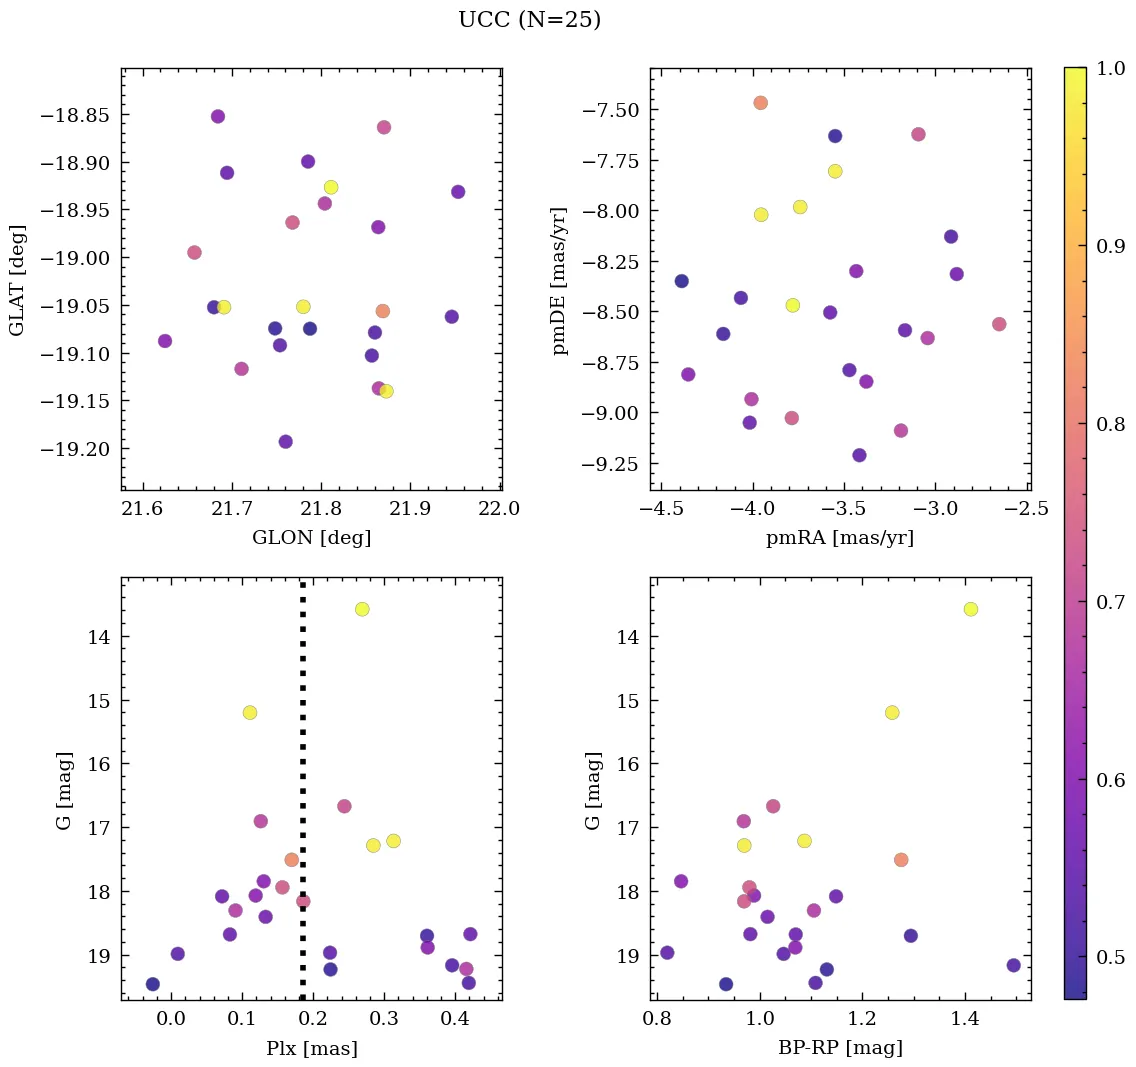 UCC (N=25)
−18.85
−18.90
−18.95
−19.00
−19.05
−19.10
−19.15
−19.20
GLAT [deg]
21.6 21.7 21.8 21.9 22.0
GLON [deg]
−7.50
−7.75
−8.00
−8.25
−8.50
−8.75
−9.00
−9.25
pmDE [mas/yr]
−4.5 −4.0 −3.5 −3.0 −2.5
pmRA [mas/yr]
14
15
16
17
18
19
G [mag]
0.0 0.1 0.2 0.3 0.4
Plx [mas]
14
15
16
17
18
19
G [mag]
0.8 1.0 1.2 1.4
BP-RP [mag]
1.0
0.9
0.8
0.7
0.6
0.5